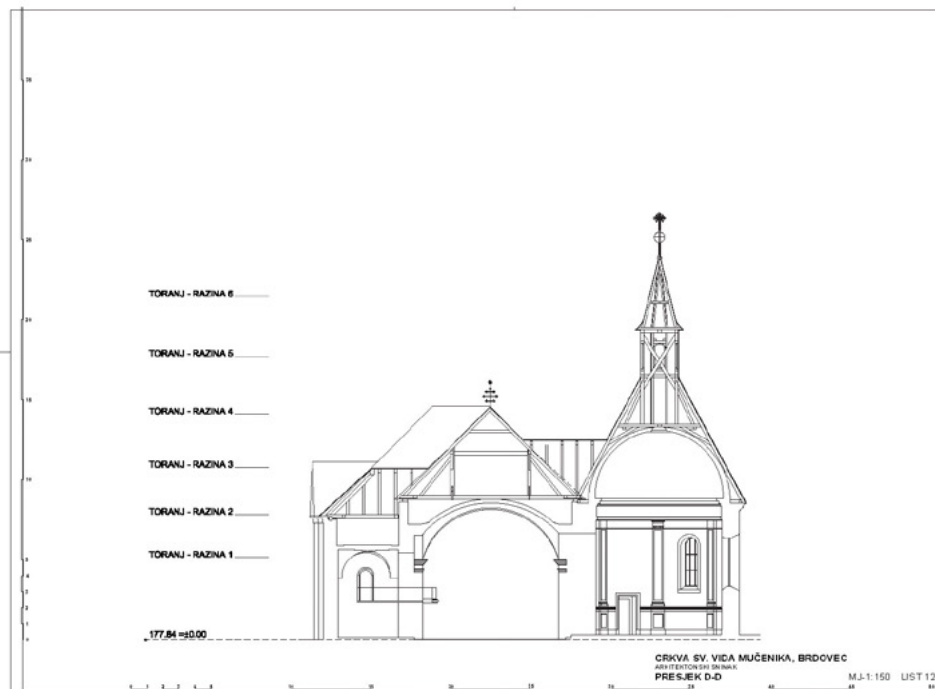 TORANJ - RAZINA 6
TORANJ - RAZINA 5
TORANJ - RAZINA 4
TORANJ - RAZINA 3
TORANJ - RAZINA 2
TORANJ - RAZINA 1
177.84 =±0.00
CRKVA SV. VIDA MUČENIKA, BRDOVEC
ARHITEKTONSKI SNIMAK
PRESJEK D-D
MJ-1:150 LIST 12